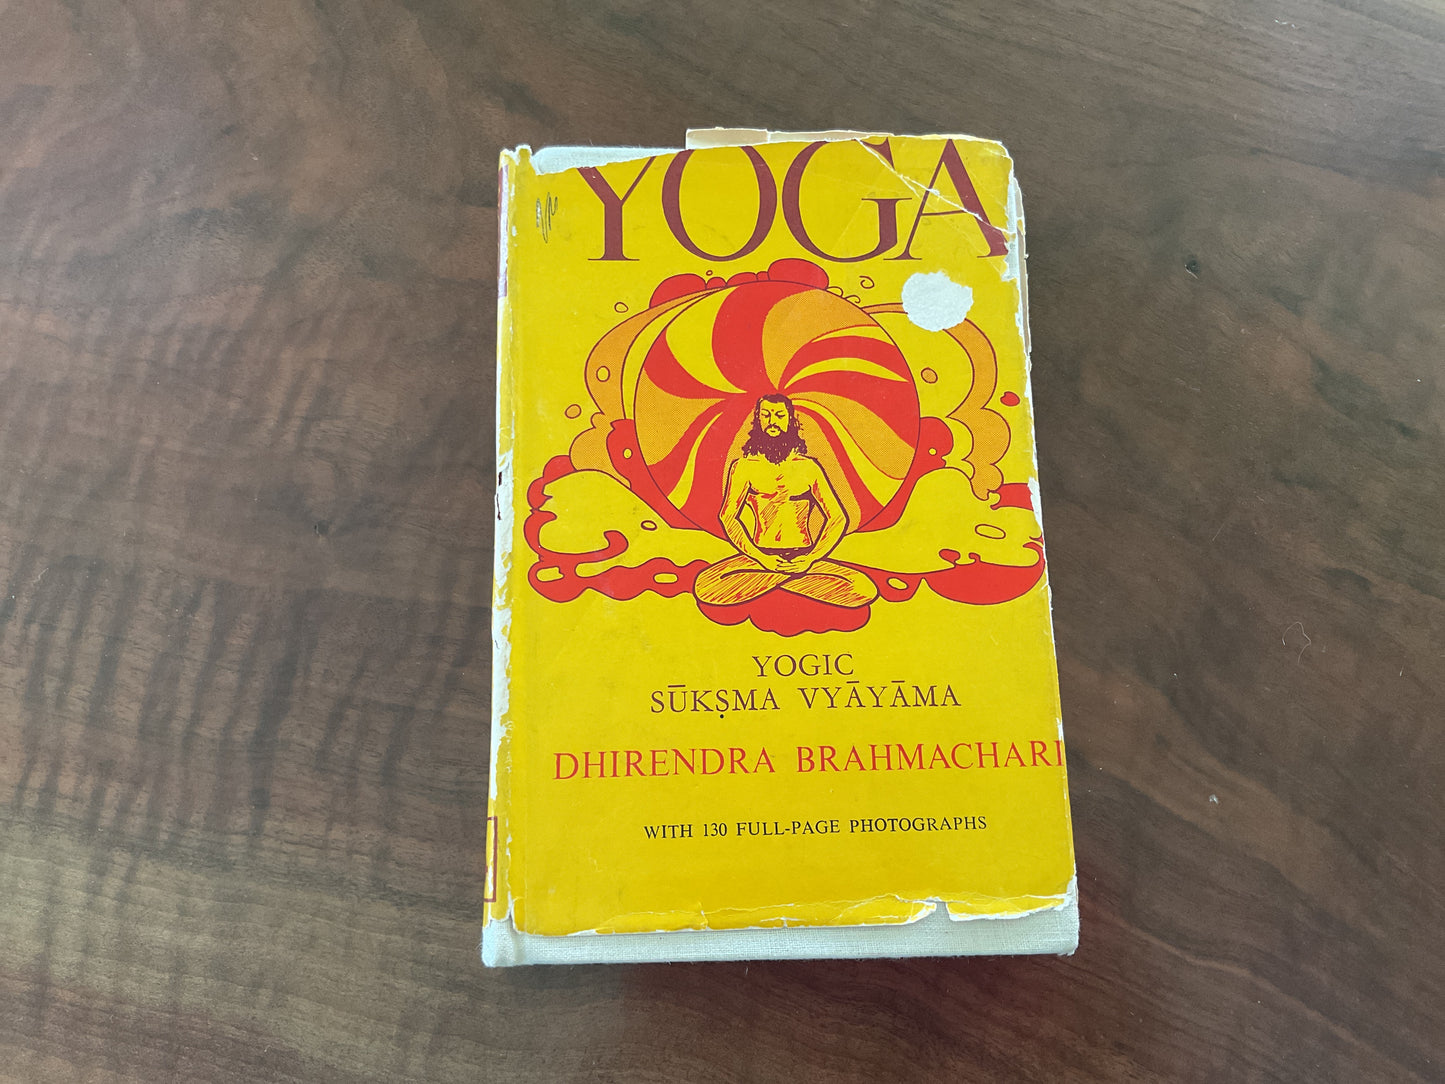 YOGA
YOGIC
SŪKṢMA VYĀYĀMA
DHIRENDRA BRAHMACHARI
WITH 130 FULL-PAGE PHOTOGRAPHS